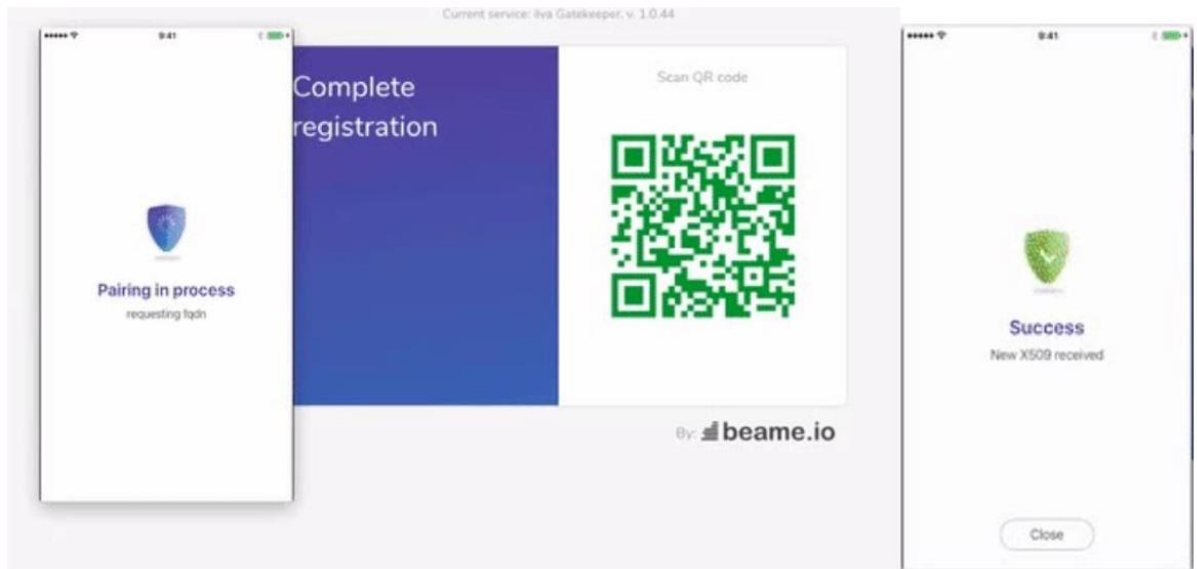 Current service: ilva Gatekeeper, v. 1.0.44
9:41
Pairing in process
requesting fqdn
Complete
registration
Scan QR code
By: beame.io
9:41
Success
New X509 received
Close